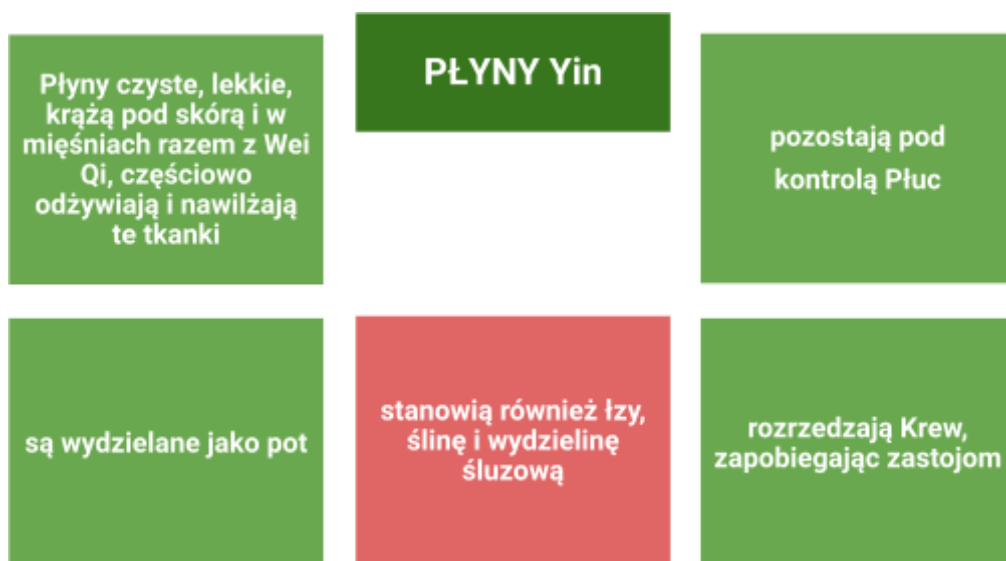 PŁYNY Yin
Płyny czyste, lekkie,
krążą pod skórą i w
mięśniach razem z Wei
Qi, częściowo
odżywiają i nawilżają
te tkanki
pozostają pod
kontrolą Płuc
są wydzielane jako pot
stanowią również łzy,
ślinę i wydzielinę
śluzową
rozrzedzają Krew,
zapobiegając zastojom